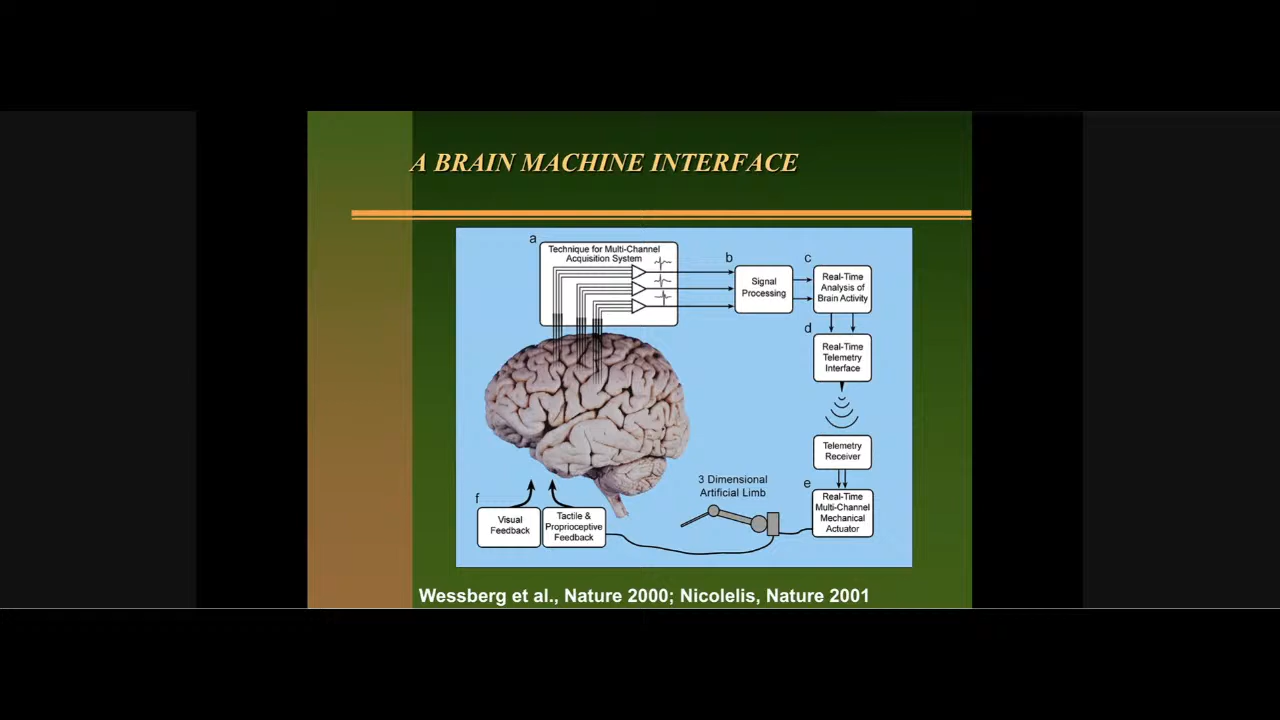 A BRAIN MACHINE INTERFACE
a
Technique for Multi-Channel
Acquisition System
b
Signal
Processing
c
Real-Time
Analysis of
Brain Activity
d
Real-Time
Telemetry
Interface
Telemetry
Receiver
e
Real-Time
Multi-Channel
Mechanical
Actuator
3 Dimensional
Artificial Limb
f
Visual
Feedback
Tactile &
Proprioceptive
Feedback
Wessberg et al., Nature 2000; Nicolelis, Nature 2001